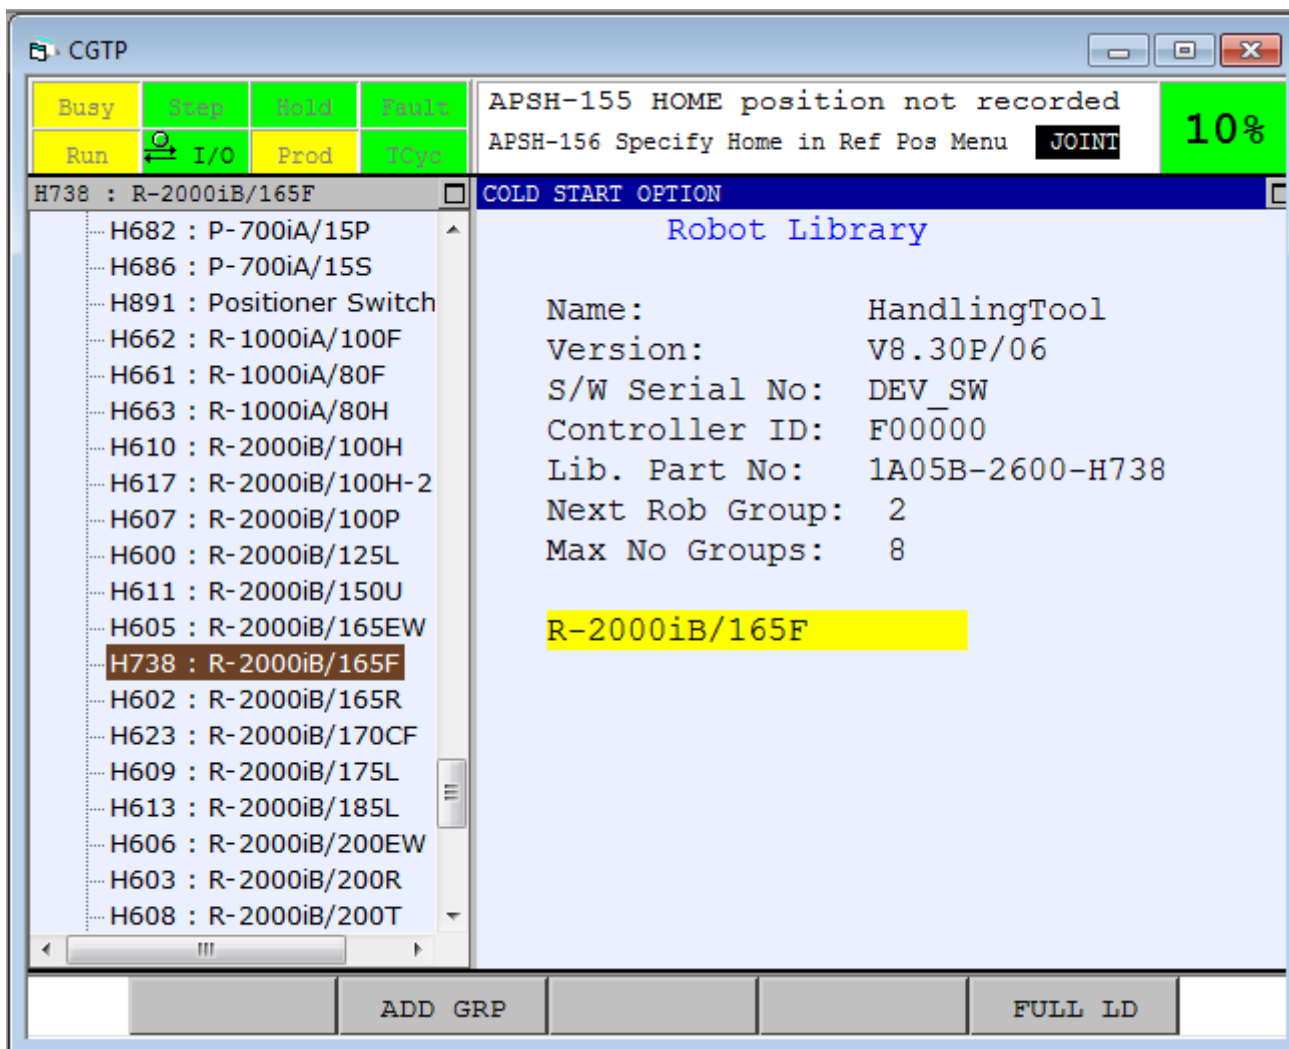 CGTP
Busy Step Hold Fault
Run I/O Prod TCyc
APSH-155 HOME position not recorded
APSH-156 Specify Home in Ref Pos Menu JOINT
10%
H738 : R-2000iB/165F
H682 : P-700iA/15P
H686 : P-700iA/15S
H891 : Positioner Switch
H662 : R-1000iA/100F
H661 : R-1000iA/80F
H663 : R-1000iA/80H
H610 : R-2000iB/100H
H617 : R-2000iB/100H-2
H607 : R-2000iB/100P
H600 : R-2000iB/125L
H611 : R-2000iB/150U
H605 : R-2000iB/165EW
H738 : R-2000iB/165F
H602 : R-2000iB/165R
H623 : R-2000iB/170CF
H609 : R-2000iB/175L
H613 : R-2000iB/185L
H606 : R-2000iB/200EW
H603 : R-2000iB/200R
H608 : R-2000iB/200T
COLD START OPTION
Robot Library
Name: HandlingTool
Version: V8.30P/06
S/W Serial No: DEV_SW
Controller ID: F00000
Lib. Part No: 1A05B-2600-H738
Next Rob Group: 2
Max No Groups: 8
R-2000iB/165F
ADD GRP FULL LD